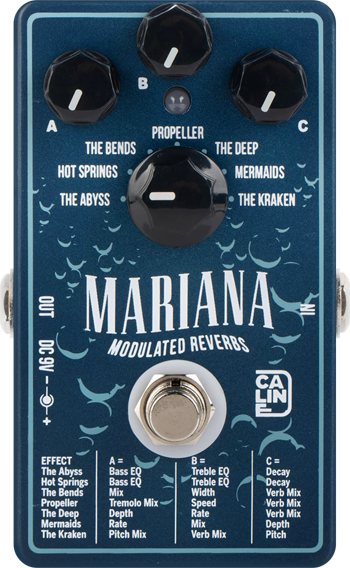 B
A
C
PROPELLER
THE BENDS
THE DEEP
HOT SPRINGS
MERMAIDS
THE ABYSS
THE KRAKEN
MARIANA
MODULATED REVERBS
OUT
IN
DC 9V
- +
CALINE
EFFECT A = B = C =
The Abyss Bass EQ Treble EQ Decay
Hot Springs Bass EQ Treble EQ Decay
The Bends Mix Width Verb Mix
Propeller Tremolo Mix Speed Verb Mix
The Deep Depth Rate Verb Mix
Mermaids Rate Mix Depth
The Kraken Pitch Mix Verb Mix Pitch